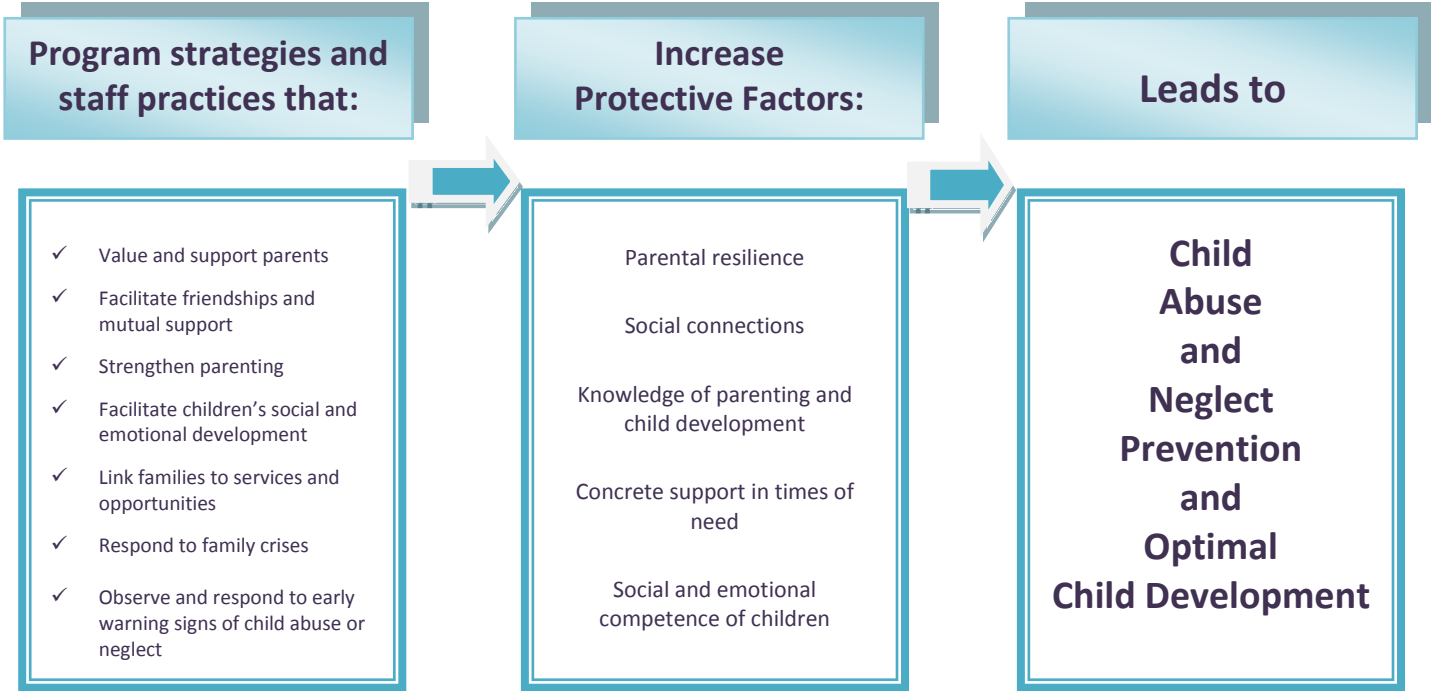 Program strategies and
staff practices that:
Increase
Protective Factors:
Leads to
✓ Value and support parents
✓ Facilitate friendships and
mutual support
✓ Strengthen parenting
✓ Facilitate children’s social and
emotional development
✓ Link families to services and
opportunities
✓ Respond to family crises
✓ Observe and respond to early
warning signs of child abuse or
neglect
Parental resilience
Social connections
Knowledge of parenting and
child development
Concrete support in times of
need
Social and emotional
competence of children
Child
Abuse
and
Neglect
Prevention
and
Optimal
Child Development